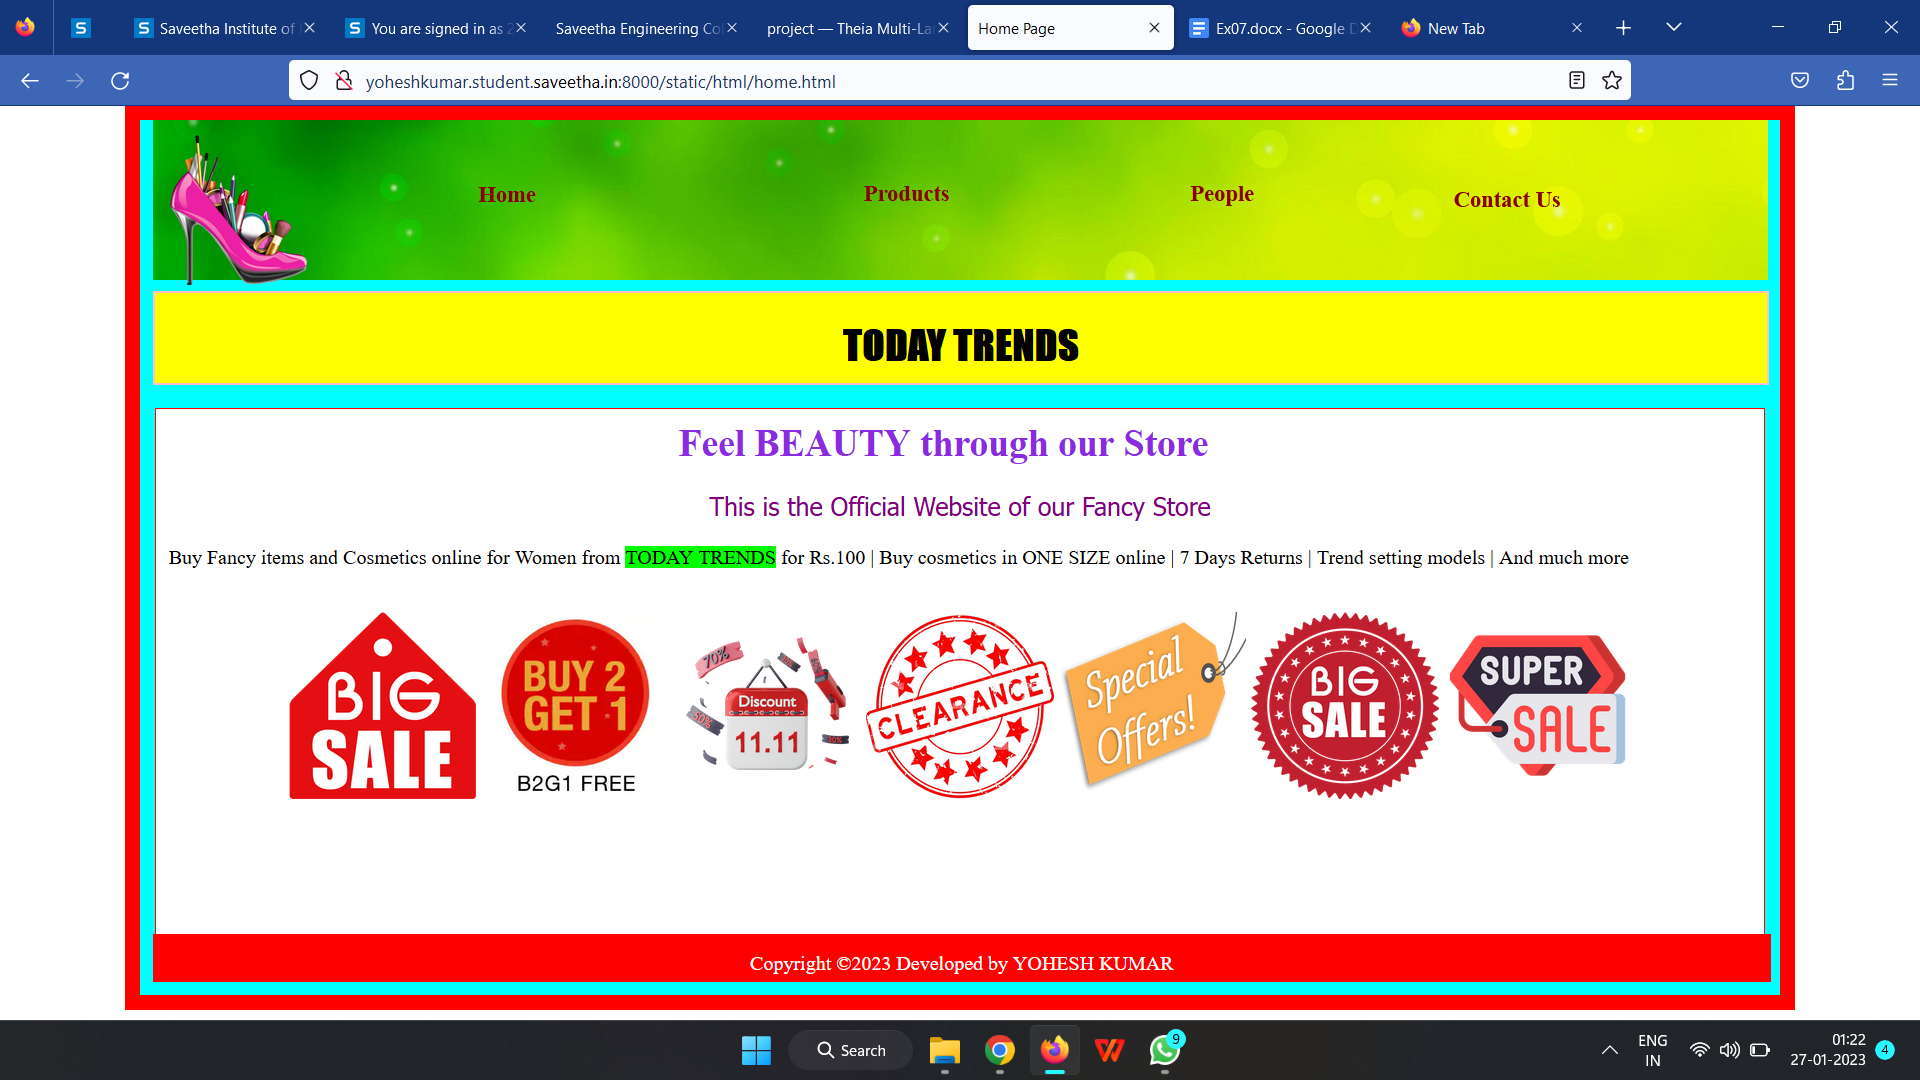 Saveetha Institute of
You are signed in as 2
Saveetha Engineering Col
project — Theia Multi-La
Home Page
Ex07.docx - Google D
New Tab
yoheshkumar.student.saveetha.in:8000/static/html/home.html
Home
Products
People
Contact Us
TODAY TRENDS
Feel BEAUTY through our Store
This is the Official Website of our Fancy Store
Buy Fancy items and Cosmetics online for Women from TODAY TRENDS for Rs.100 | Buy cosmetics in ONE SIZE online | 7 Days Returns | Trend setting models | And much more
BIG
SALE
BUY 2
GET 1
B2G1 FREE
70%
50%
Discount
11.11
CLEARANCE
Special
Offers!
BIG
SALE
SUPER
SALE
Copyright ©2023 Developed by YOHESH KUMAR
Search
9
ENG
IN
01:22
27-01-2023
4